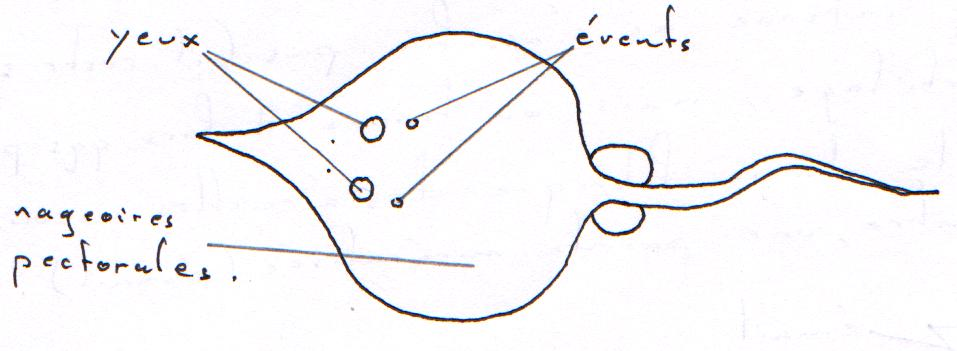 yeux
évents
nageoires
pectorales.